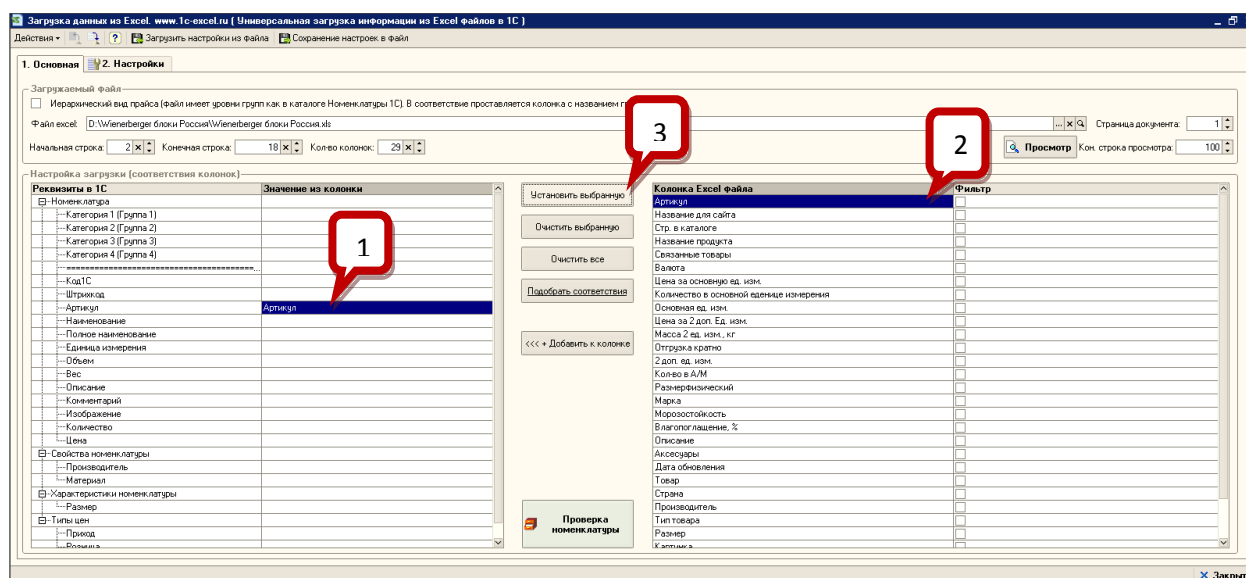 Загрузка данных из Excel. www.1c-excel.ru ( Универсальная загрузка информации из Excel файлов в 1С )
Действия Загрузить настройки из файла Сохранение настроек в файл
1. Основная 2. Настройки
Загружаемый файл
Иерархический вид прайса (файл имеет уровни групп как в каталоге Номенклатуры 1С). В соответствие проставляется колонка с названием
Файл excel: D:\Wienerberger блоки Россия\Wienerberger блоки Россия.xls ... Страница документа: 1
Начальная строка: 2 Конечная строка: 18 Кол-во колонок: 29 Просмотр Кон. строка просмотра: 100
3
2
1
Настройка загрузки (соответствия колонок)
Реквизиты в 1С Значение из колонки
Номенклатура
Категория 1 (Группа 1)
Категория 2 (Группа 2)
Категория 3 (Группа 3)
Категория 4 (Группа 4)
Код1С
Штрихкод
Артикул Артикул
Наименование
Полное наименование
Единица измерения
Объем
Вес
Описание
Комментарий
Изображение
Количество
Цена
Свойства номенклатуры
Производитель
Материал
Характеристики номенклатуры
Размер
Типы цен
Приход
Розница
Установить выбранную
Очистить выбранную
Очистить все
Подобрать соответствия
<<< + Добавить к колонке
Проверка
номенклатуры
Колонка Excel файла Фильтр
Артикул
Название для сайта
Стр. в каталоге
Название продукта
Связанные товары
Валюта
Цена за основную ед. изм.
Количество в основной еденице измерения
Основная ед. изм.
Цена за 2 доп. Ед. изм.
Масса 2 ед. изм., кг
Отгрузка кратно
2 доп. ед. изм.
Кол-во в А/М
Размерфизический
Марка
Морозостойкость
Влагопоглащение, %
Описание
Аксесуары
Дата обновления
Товар
Страна
Производитель
Тип товара
Размер
Картинка